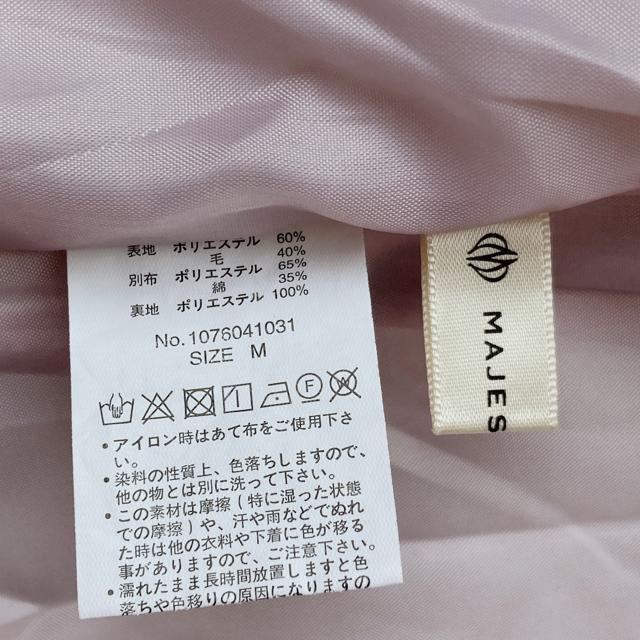 表地 ポリエステル 60%
毛 40%
別布 ポリエステル 65%
綿 35%
裏地 ポリエステル 100%
No.1076041031
SIZE M
F
W
• アイロン時はあて布をご使用下さ
い。
• 染料の性質上、色落ちしますので、
他の物とは別に洗って下さい。
• この素材は摩擦(特に湿った状態
での摩擦)や、汗や雨などでぬれ
た時は他の衣料や下着に色が移る
事がありますので、ご注意下さい。
• 濡れたまま長時間放置しますと色
落ちや色移りの原因になります
MAJES